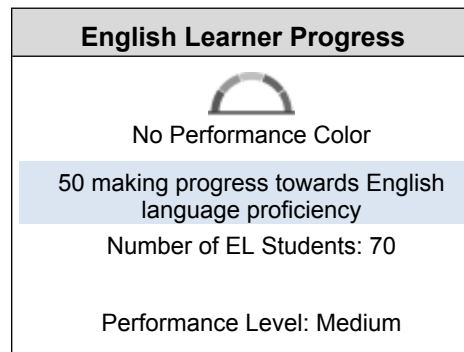 English Learner Progress
No Performance Color
50 making progress towards English
language proficiency
Number of EL Students: 70
Performance Level: Medium